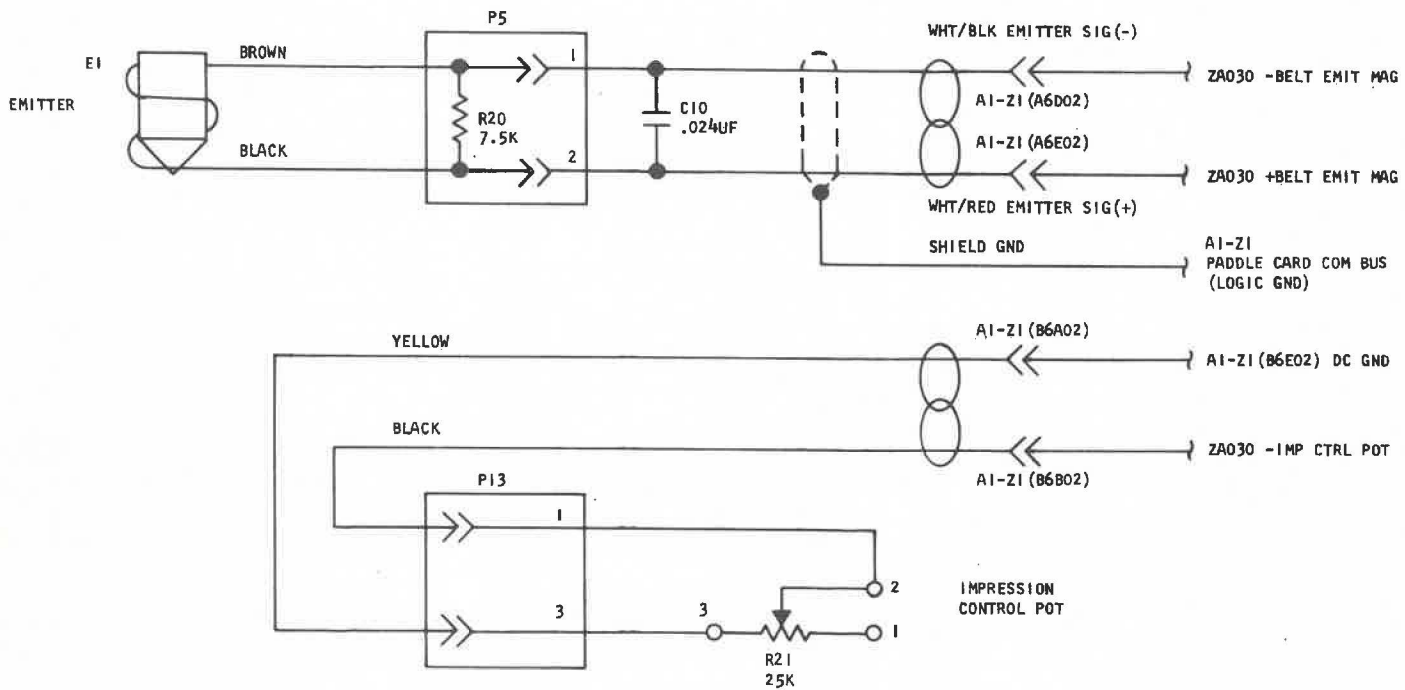 P5
WHT/BLK EMITTER SIG(-)
E1
BROWN
1
ZA030 -BELT EMIT MAG
EMITTER
R20
7.5K
C10
.024UF
A1-Z1(A6D02)
A1-Z1(A6E02)
BLACK
2
ZA030 +BELT EMIT MAG
WHT/RED EMITTER SIG(+)
SHIELD GND
A1-Z1
PADDLE CARD COM BUS
(LOGIC GND)
A1-Z1(B6A02)
YELLOW
A1-Z1(B6E02) DC GND
BLACK
ZA030 -IMP CTRL POT
A1-Z1(B6B02)
P13
1
2
IMPRESSION
CONTROL POT
3
3
1
R21
25K